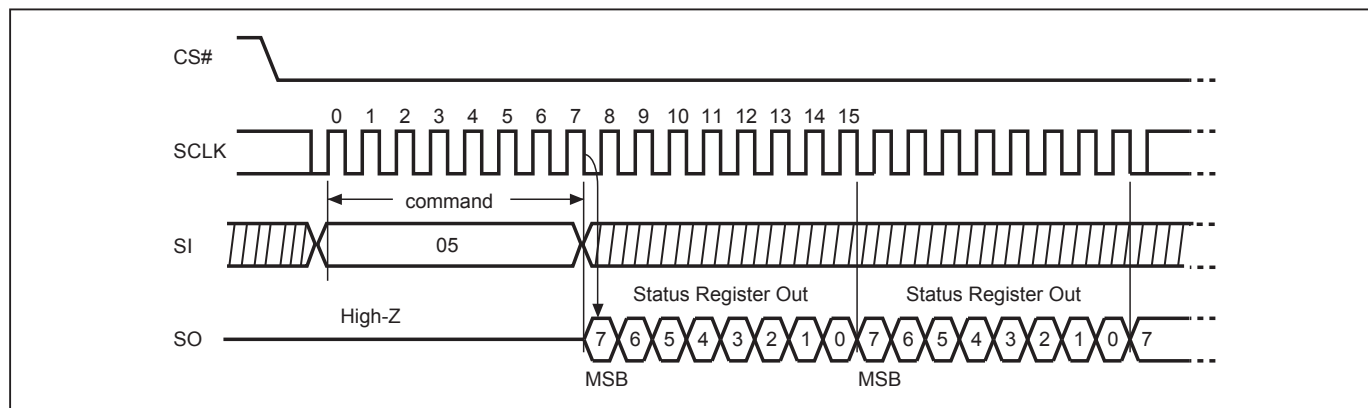 CS#
0 1 2 3 4 5 6 7 8 9 10 11 12 13 14 15
SCLK
command
SI
05
Status Register Out Status Register Out
High-Z
SO
7 6 5 4 3 2 1 0 7 6 5 4 3 2 1 0 7
MSB MSB